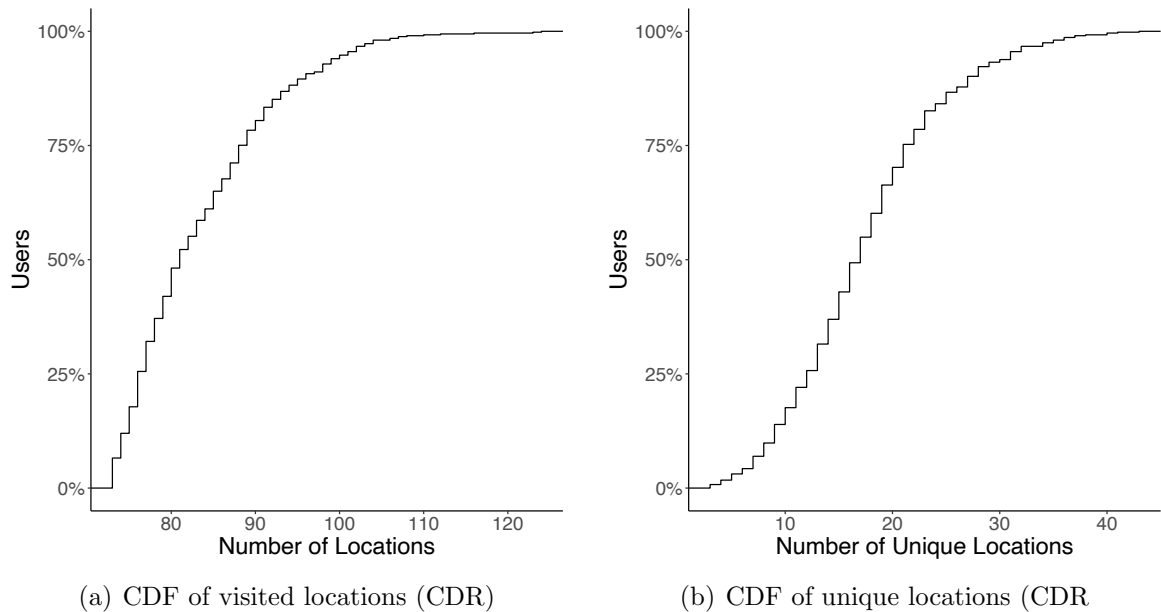 100%
75%
50%
25%
0%
Users
80 90 100 110 120
Number of Locations
(a) CDF of visited locations (CDR)
100%
75%
50%
25%
0%
Users
10 20 30 40
Number of Unique Locations
(b) CDF of unique locations (CDR